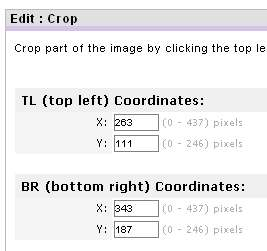 Edit : Crop
Crop part of the image by clicking the top le
TL (top left) Coordinates:
X: 263 (0 - 437) pixels
Y: 111 (0 - 246) pixels
BR (bottom right) Coordinates:
X: 343 (0 - 437) pixels
Y: 187 (0 - 246) pixels